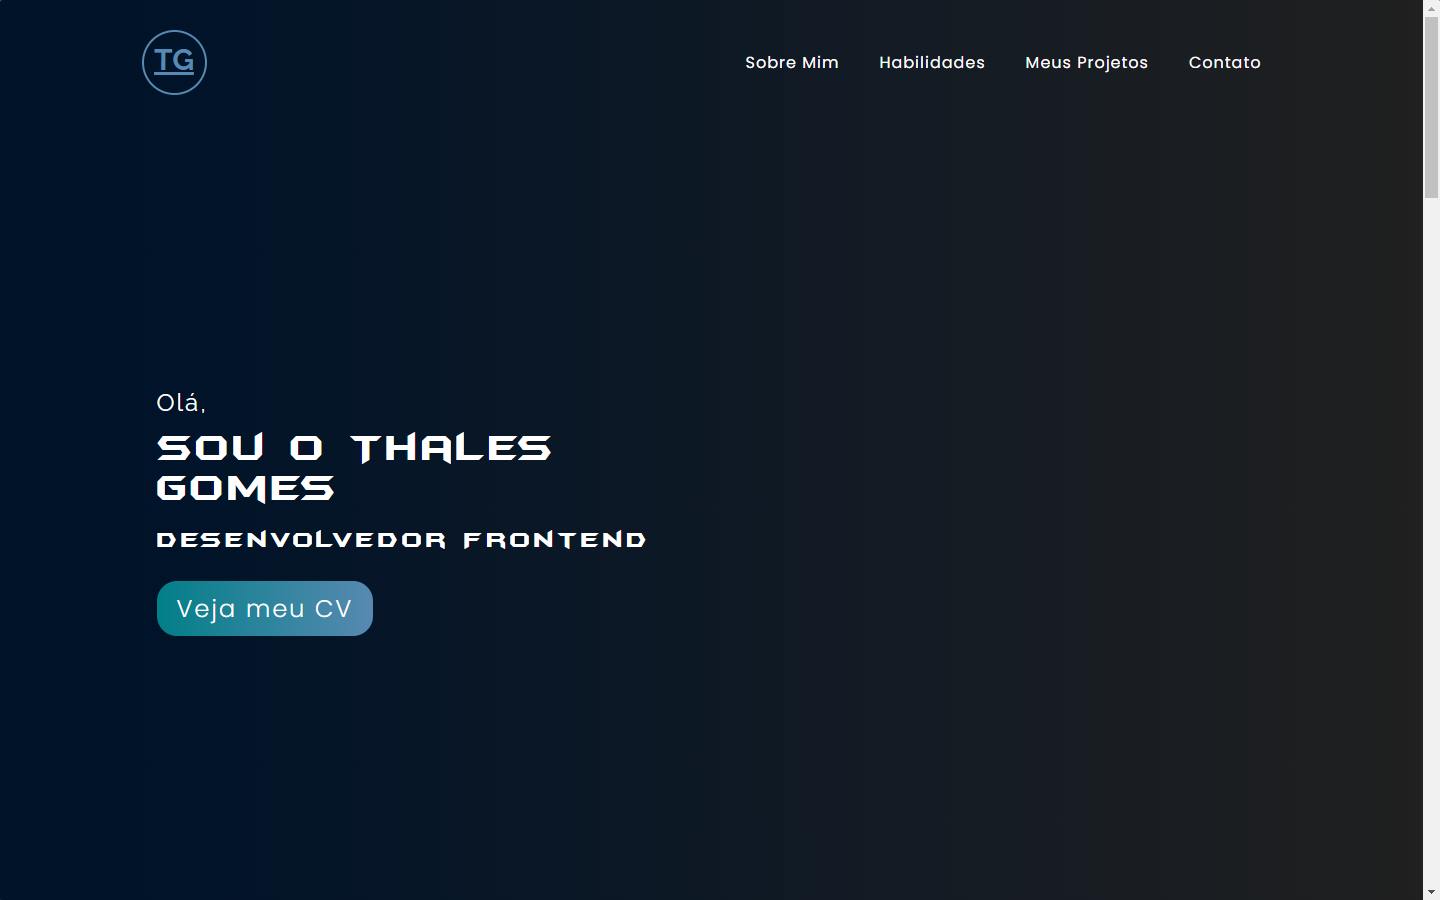 TG
Sobre Mim
Habilidades
Meus Projetos
Contato
Olá,
SOU O THALES
GOMES
DESENVOLVEDOR FRONTEND
Veja meu CV